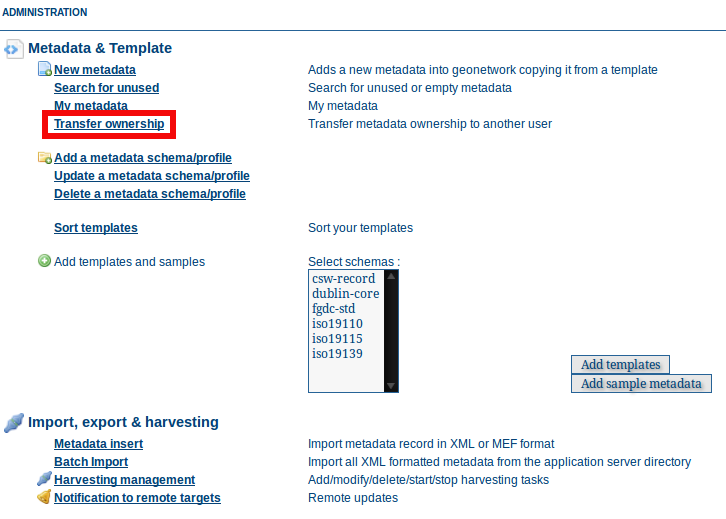 ADMINISTRATION
Metadata & Template
New metadata Adds a new metadata into geonetwork copying it from a template
Search for unused Search for unused or empty metadata
My metadata My metadata
Transfer ownership Transfer metadata ownership to another user
Add a metadata schema/profile
Update a metadata schema/profile
Delete a metadata schema/profile
Sort templates Sort your templates
Add templates and samples Select schemas :
csw-record
dublin-core
fgdc-std
iso19110
iso19115
iso19139
Add templates
Add sample metadata
Import, export & harvesting
Metadata insert Import metadata record in XML or MEF format
Batch Import Import all XML formatted metadata from the application server directory
Harvesting management Add/modify/delete/start/stop harvesting tasks
Notification to remote targets Remote updates